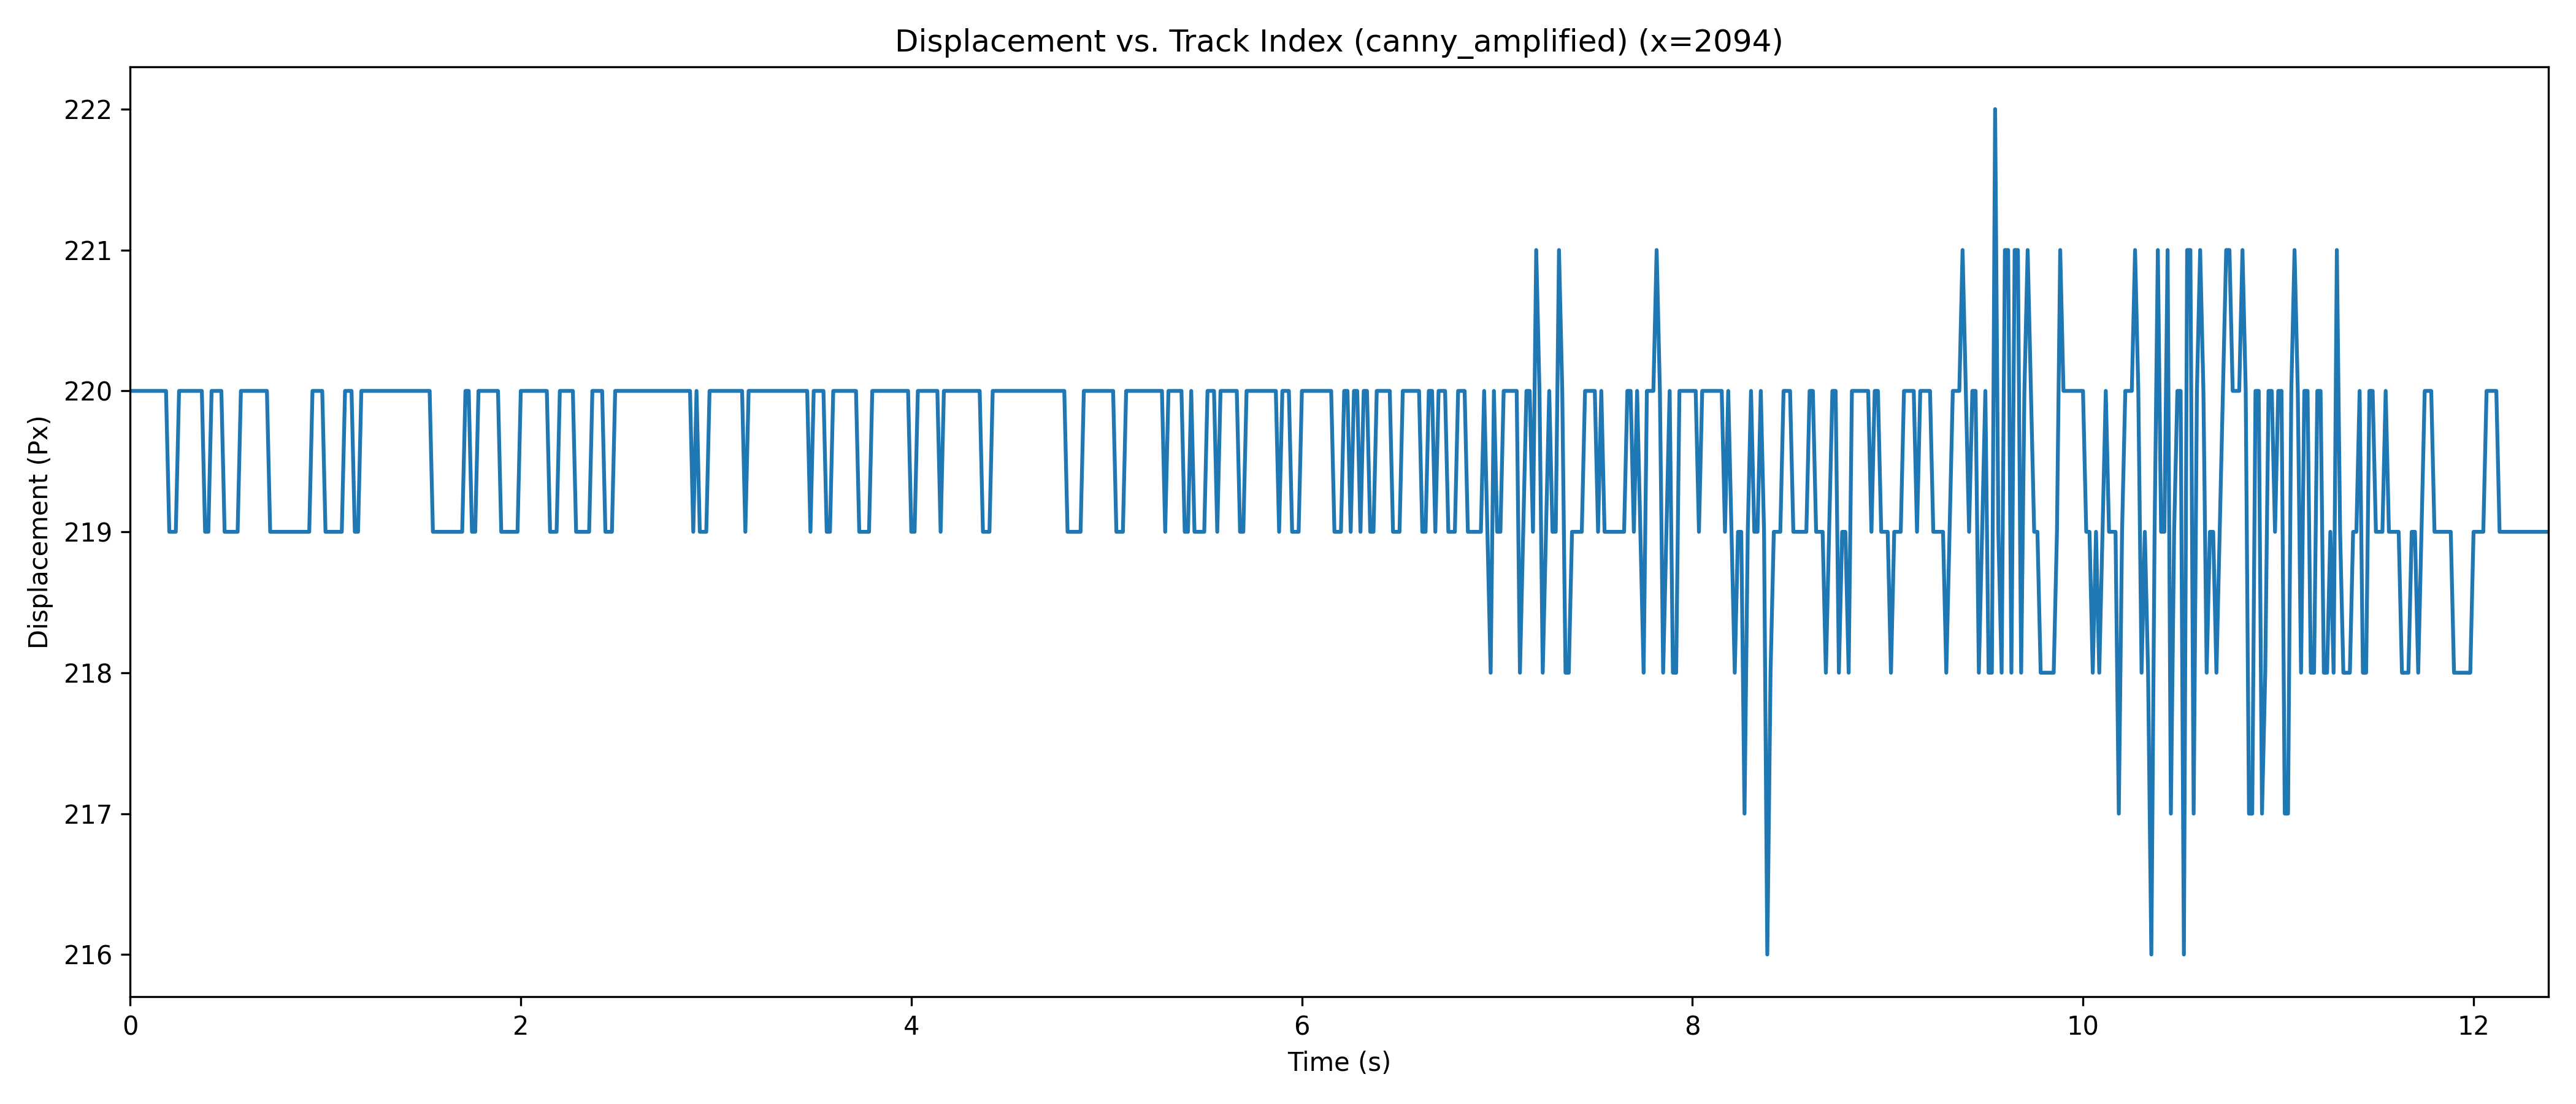 Displacement vs. Track Index (canny_amplified) (x=2094)
Displacement (Px)
222
221
220
219
218
217
216
0 2 4 6 8 10 12
Time (s)